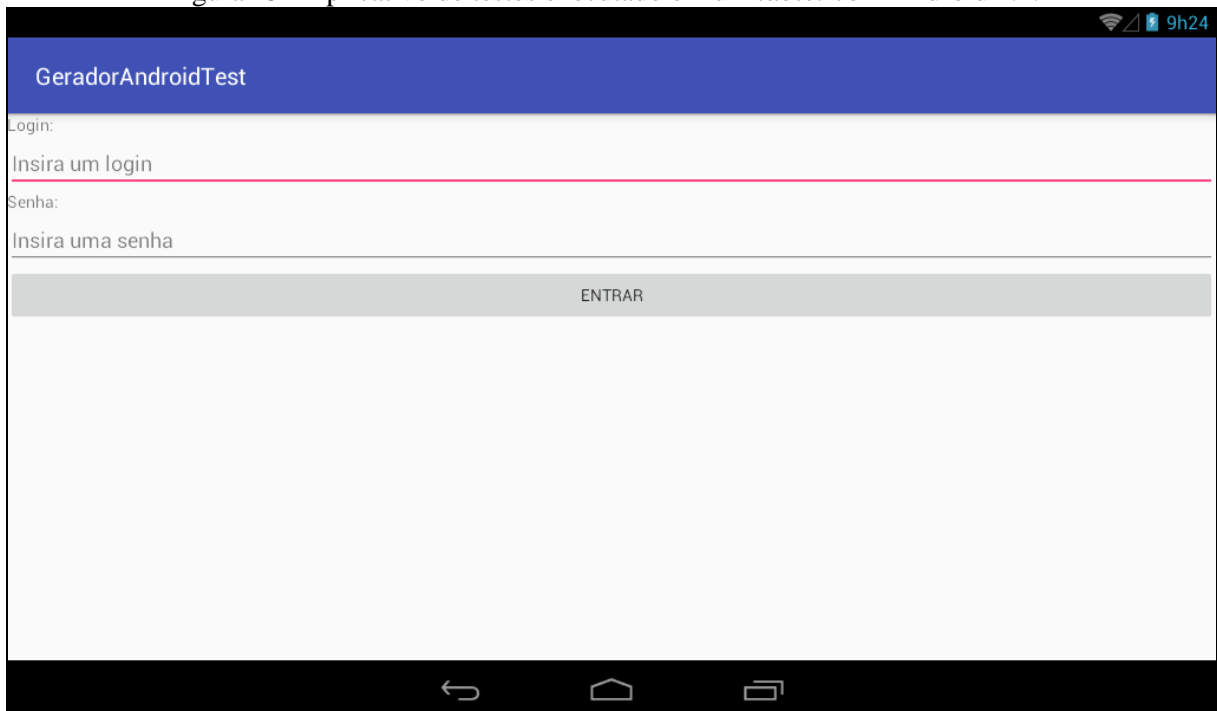 9h24
GeradorAndroidTest
Login:
Insira um login
Senha:
Insira uma senha
ENTRAR